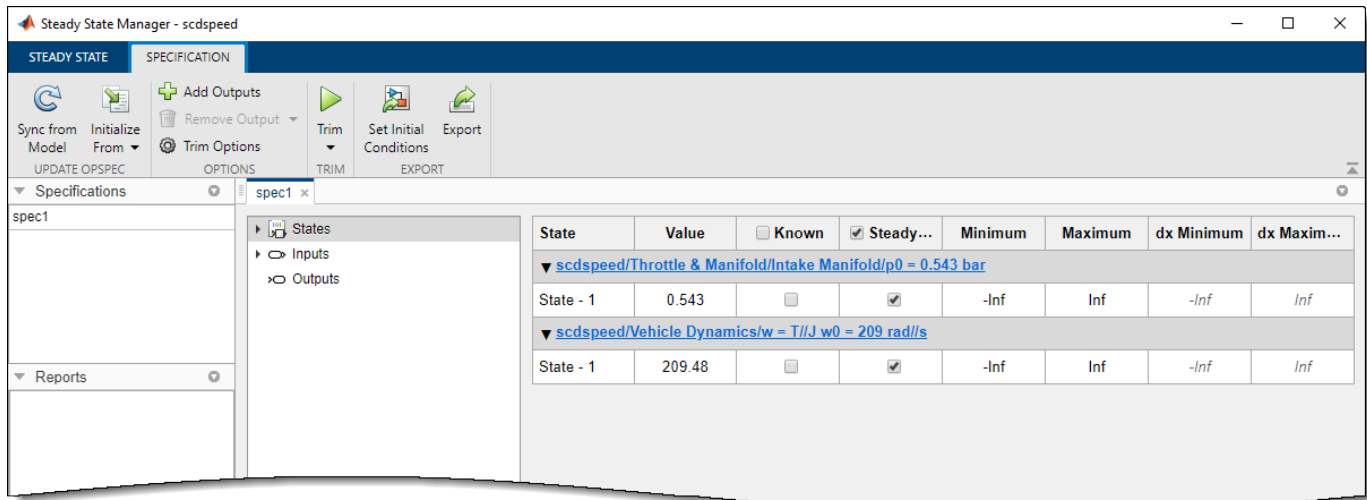 Steady State Manager - scdspeed
STEADY STATE SPECIFICATION
Add Outputs
Remove Output
Sync from Model
Initialize From
Trim Options
Trim
Set Initial Conditions
Export
UPDATE OPSPEC OPTIONS TRIM EXPORT
Specifications
spec1
Reports
spec1 ×
States
Inputs
Outputs
State Value Known Steady... Minimum Maximum dx Minimum dx Maxim...
scdspeed/Throttle & Manifold/Intake Manifold/p0 = 0.543 bar
State - 1 0.543 -Inf Inf -Inf Inf
scdspeed/Vehicle Dynamics/w = T//J w0 = 209 rad//s
State - 1 209.48 -Inf Inf -Inf Inf